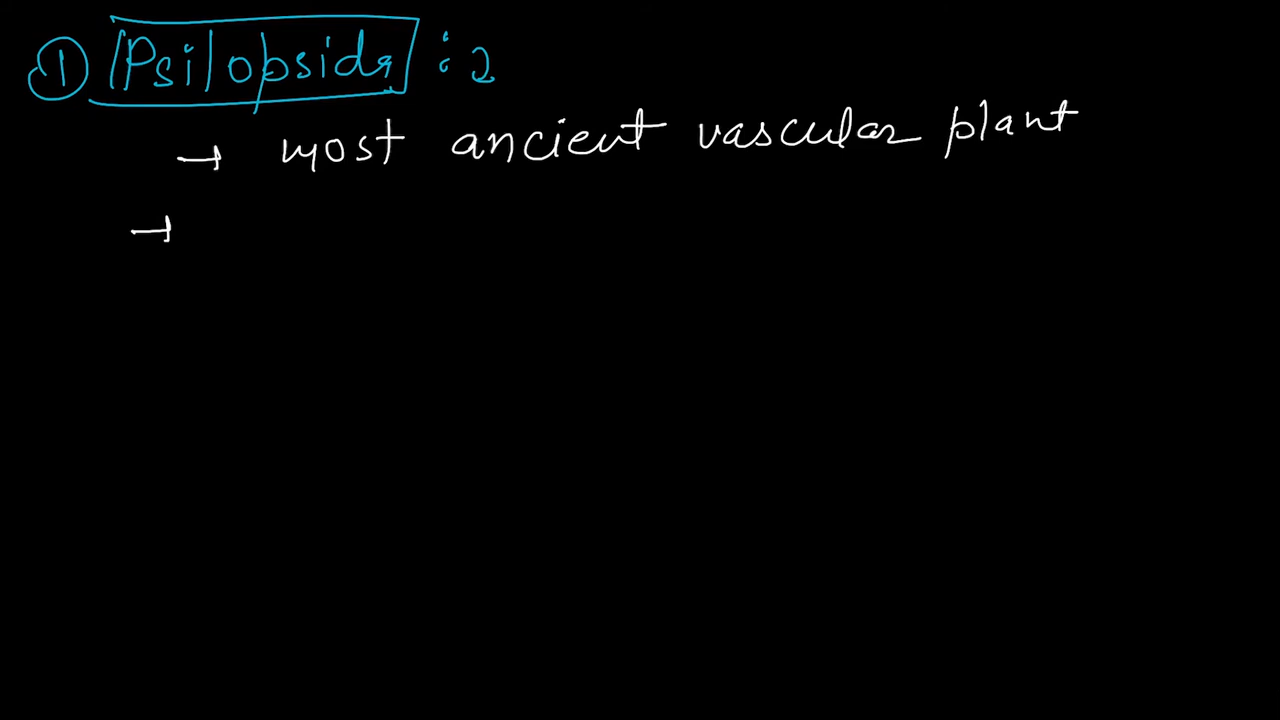 ① Psilopsida : 2
→ most ancient vascular plant
→